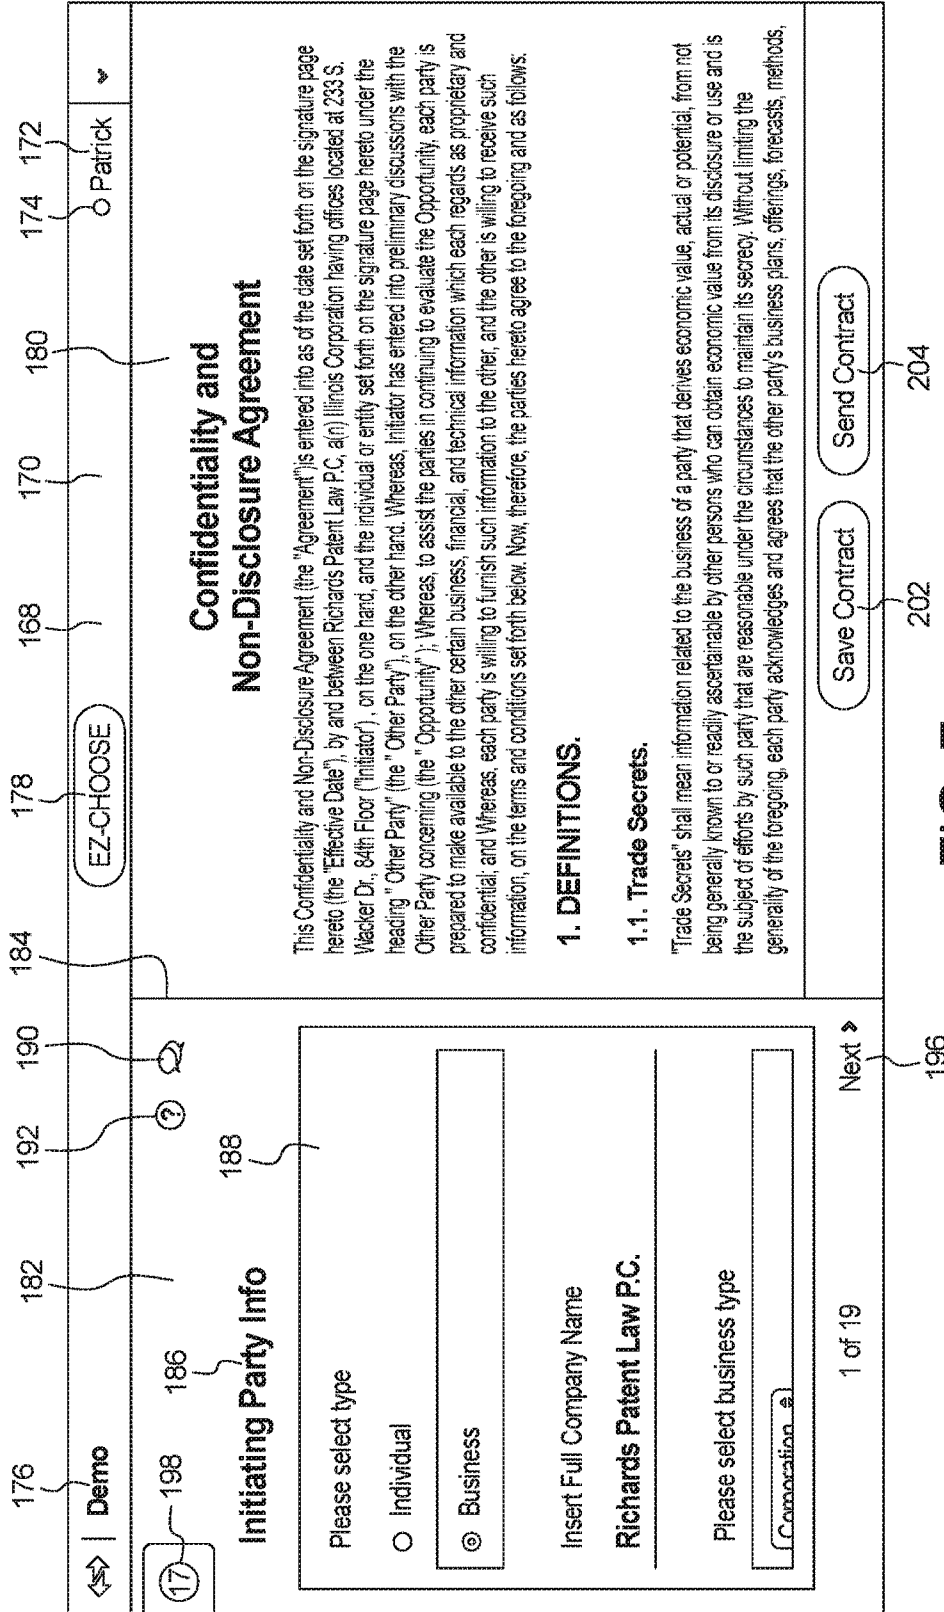 176
182
192
190
184
178
168
170
180
174
172
Demo
EZ-CHOOSE
Patrick
17
198
186
?
Initiating Party Info
188
Please select type
Individual
Business
Insert Full Company Name
Richards Patent Law P.C.
Please select business type
Corporation
1 of 19
Next
196
Confidentiality and
Non-Disclosure Agreement
This Confidentiality and Non-Disclosure Agreement (the "Agreement")is entered into as of the date set forth on the signature page
hereto (the "Effective Date"), by and between Richards Patent Law P.C, a(n) Illinois Corporation having offices located at 233 S.
Wacker Dr., 84th Floor ("Initiator") , on the one hand, and the individual or entity set forth on the signature page hereto under the
heading " Other Party" (the " Other Party"), on the other hand. Whereas, Initiator has entered into preliminary discussions with the
Other Party concerning (the " Opportunity" ); Whereas, to assist the parties in continuing to evaluate the Opportunity, each party is
prepared to make available to the other certain business, financial, and technical information which each regards as proprietary and
confidential; and Whereas, each party is willing to furnish such information to the other, and the other is willing to receive such
information, on the terms and conditions set forth below. Now, therefore, the parties hereto agree to the foregoing and as follows:
1. DEFINITIONS.
1.1. Trade Secrets.
"Trade Secrets" shall mean information related to the business of a party that derives economic value, actual or potential, from not
being generally known to or readily ascertainable by other persons who can obtain economic value from its disclosure or use and is
the subject of efforts by such party that are reasonable under the circumstances to maintain its secrecy. Without limiting the
generality of the foregoing, each party acknowledges and agrees that the other party's business plans, offerings, forecasts, methods,
Save Contract
Send Contract
202
204